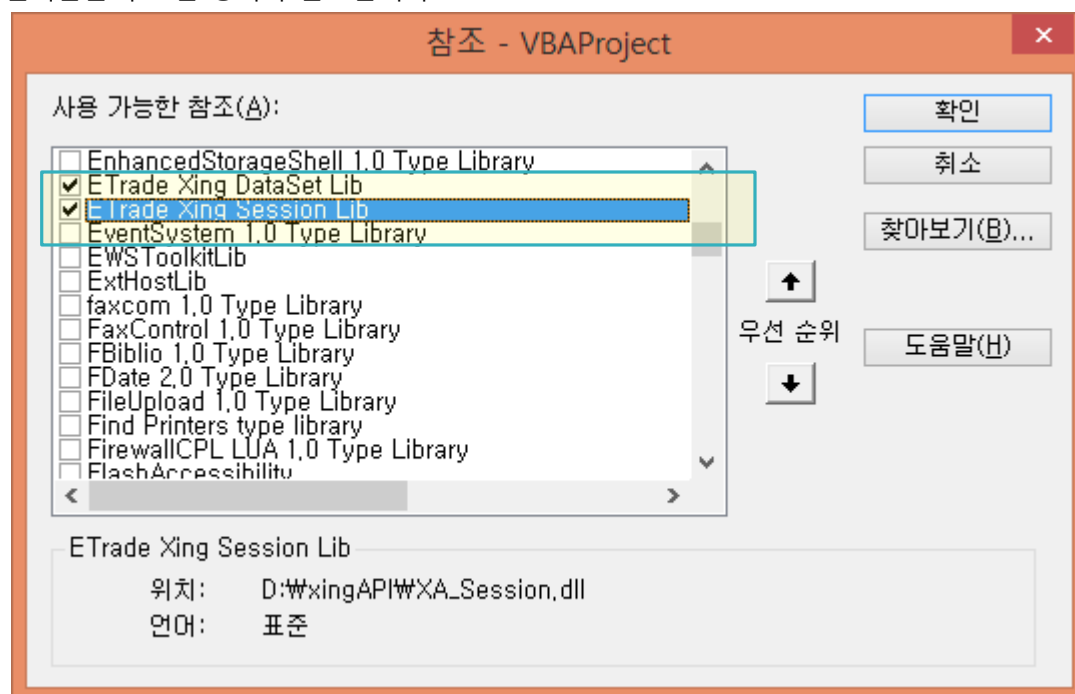 참조 - VBAProject
사용 가능한 참조(A):
확인
EnhancedStorageShell 1.0 Type Library
취소
ETrade Xing DataSet Lib
ETrade Xing Session Lib
EventSystem 1.0 Type Library
찾아보기(B)...
EWSToolkitLib
ExtHostLib
faxcom 1.0 Type Library
FaxControl 1.0 Type Library
우선 순위
도움말(H)
FBiblio 1.0 Type Library
FDate 2.0 Type Library
FileUpload 1.0 Type Library
Find Printers type library
FirewallCPL LUA 1.0 Type Library
FlashAccessibility
ETrade Xing Session Lib
위치: D:₩xingAPI₩XA_Session.dll
언어: 표준